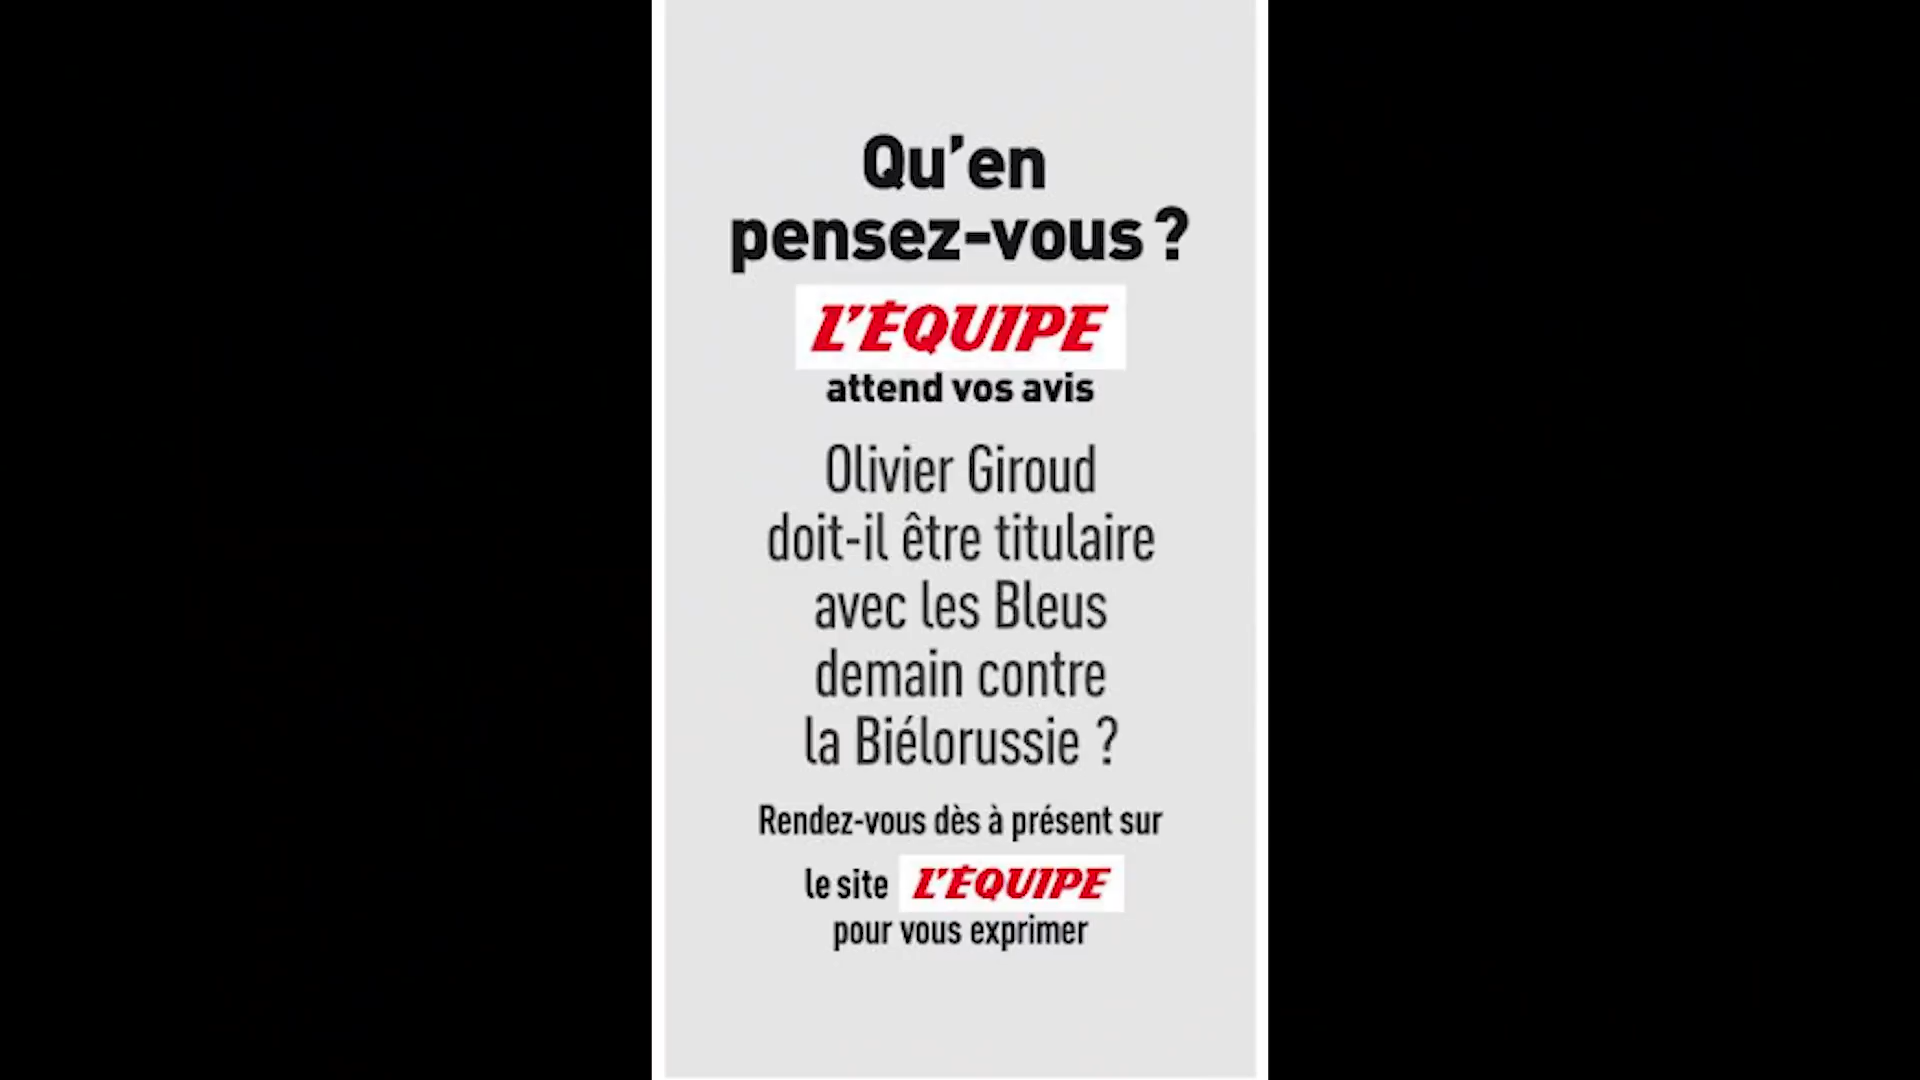 Qu’en
pensez-vous ?
L’ÉQUIPE
attend vos avis
Olivier Giroud
doit-il être titulaire
avec les Bleus
demain contre
la Biélorussie ?
Rendez-vous dès à présent sur
le site L’ÉQUIPE
pour vous exprimer